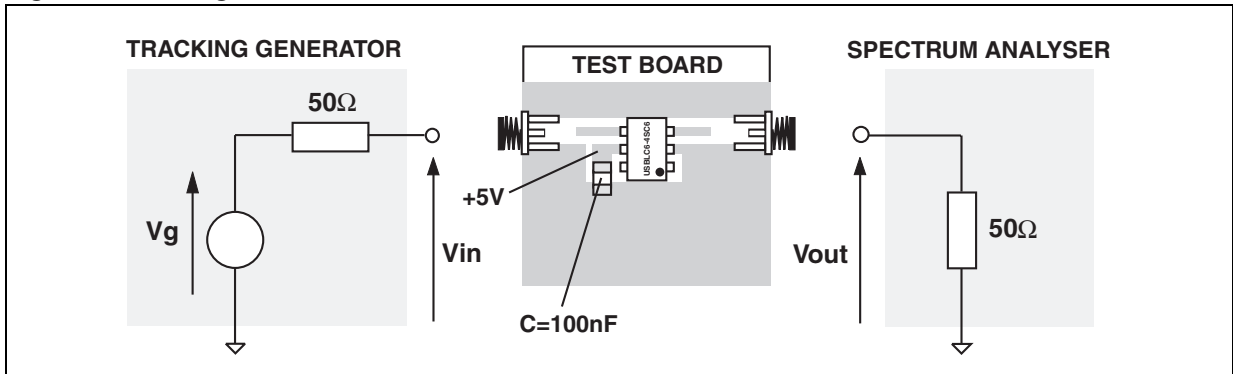 TRACKING GENERATOR
50Ω
Vg
Vin
TEST BOARD
USBLC6-4SC6
+5V
C=100nF
SPECTRUM ANALYSER
Vout
50Ω